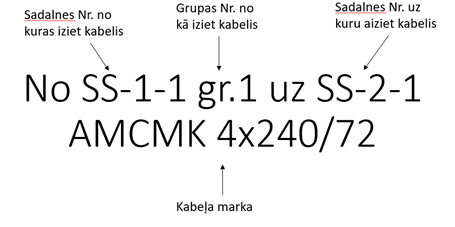 Sadalnes Nr. no
kuras iziet kabelis
Grupas Nr. no
kā iziet kabelis
Sadalnes Nr. uz
kuru aiziet kabelis
No SS-1-1 gr.1 uz SS-2-1
AMCMK 4x240/72
Kabeļa marka